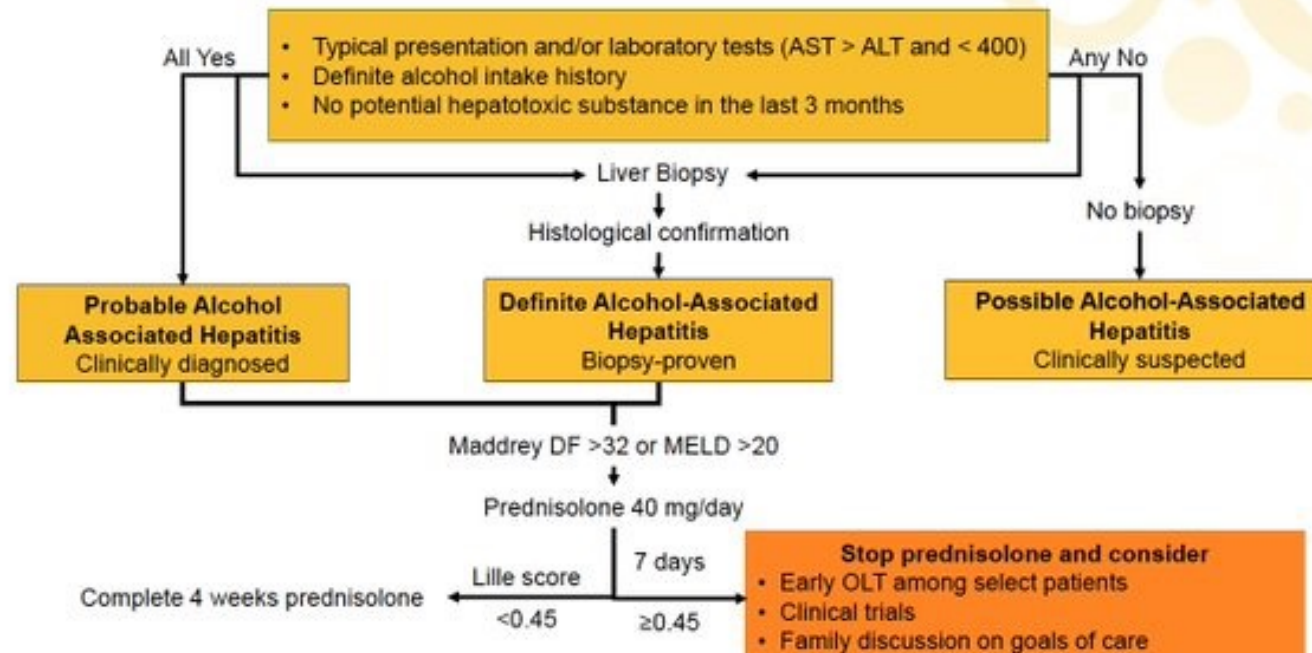 • Typical presentation and/or laboratory tests (AST > ALT and < 400)
• Definite alcohol intake history
• No potential hepatotoxic substance in the last 3 months
All Yes
Any No
Liver Biopsy
No biopsy
Histological confirmation
Probable Alcohol
Associated Hepatitis
Clinically diagnosed
Definite Alcohol-Associated
Hepatitis
Biopsy-proven
Possible Alcohol-Associated
Hepatitis
Clinically suspected
Maddrey DF >32 or MELD >20
Prednisolone 40 mg/day
7 days
Lille score
Complete 4 weeks prednisolone
<0.45
≥0.45
Stop prednisolone and consider
• Early OLT among select patients
• Clinical trials
• Family discussion on goals of care